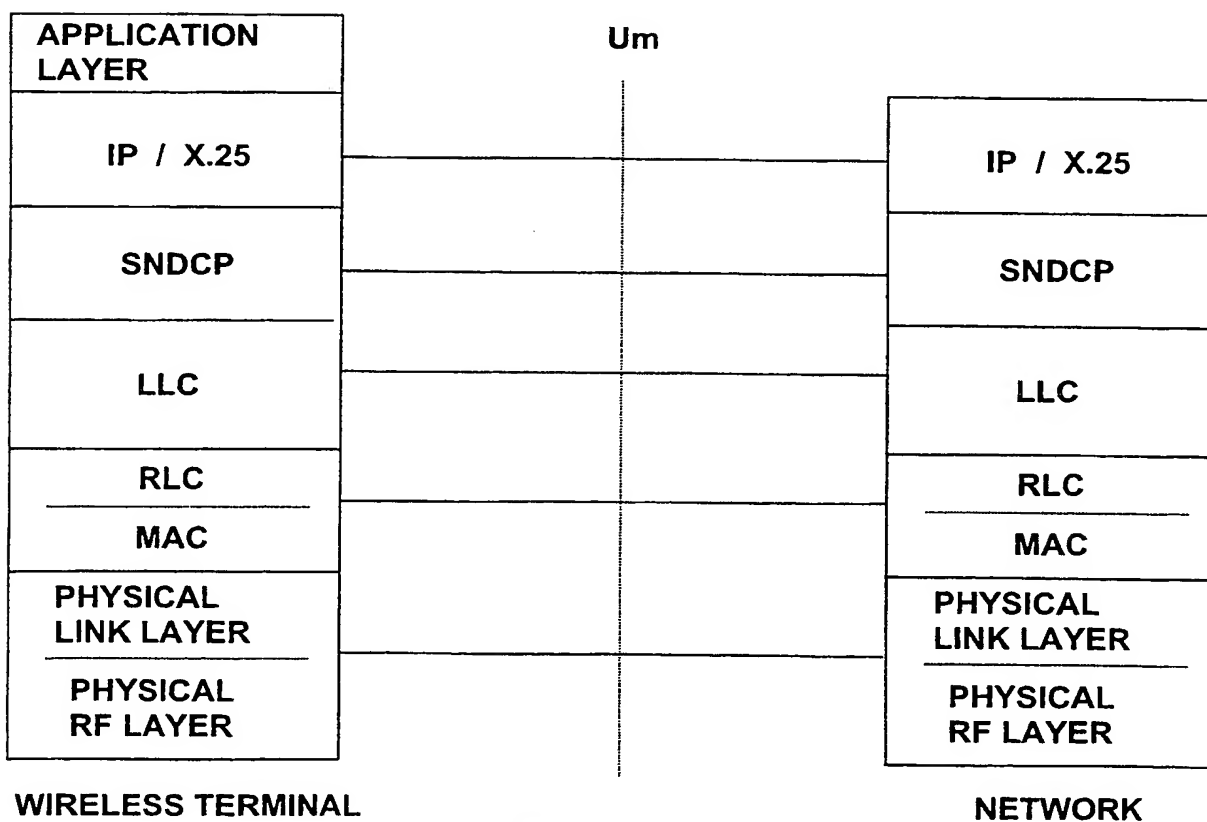 APPLICATION
LAYER
IP / X.25
SNDCP
LLC
RLC
MAC
PHYSICAL
LINK LAYER
PHYSICAL
RF LAYER
WIRELESS TERMINAL
Um
IP / X.25
SNDCP
LLC
RLC
MAC
PHYSICAL
LINK LAYER
PHYSICAL
RF LAYER
NETWORK